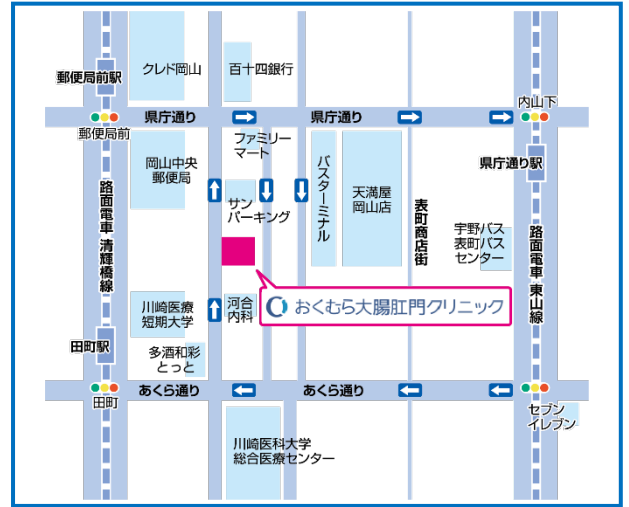 クレド岡山
百十四銀行
郵便局前駅
内山下
県庁通り
県庁通り
郵便局前
ファミリー
マート
岡山中央
郵便局
バスターミナル
天満屋
岡山店
県庁通り駅
路面電車 清輝橋線
サン
パーキング
表町商店街
宇野バス
表町バス
センター
路面電車 東山線
川崎医療
短期大学
河合
内科
おくむら大腸肛門クリニック
田町駅
多酒和彩
とっと
あくら通り
あくら通り
田町
セブン
イレブン
川崎医科大学
総合医療センター